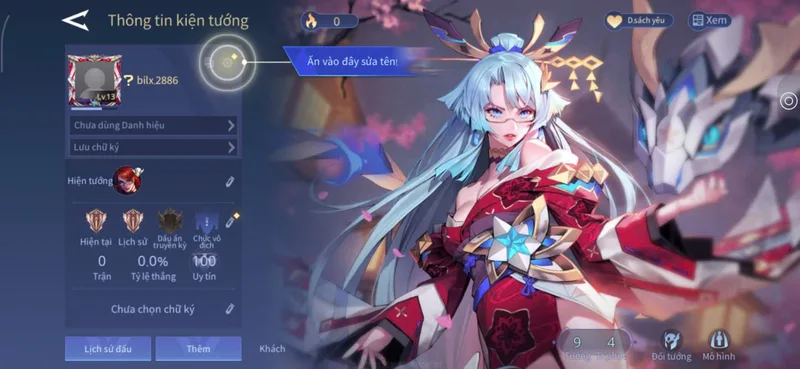 Thông tin kiện tướng
0
D.sách yêu
Xem
Ấn vào đây sửa tên!
? bilx.2886
Lv.13
Chưa dùng Danh hiệu
Lưu chữ ký
Hiện tướng
Hiện tại
Lịch sử
Dấu ấn truyền kỳ
Chức vô địch
0
0.0%
100
Trận
Tỷ lệ thắng
Uy tín
Chưa chọn chữ ký
Lịch sử đấu
Thêm
Khách
9
4
Tướng
Đổi tướng
Mô hình